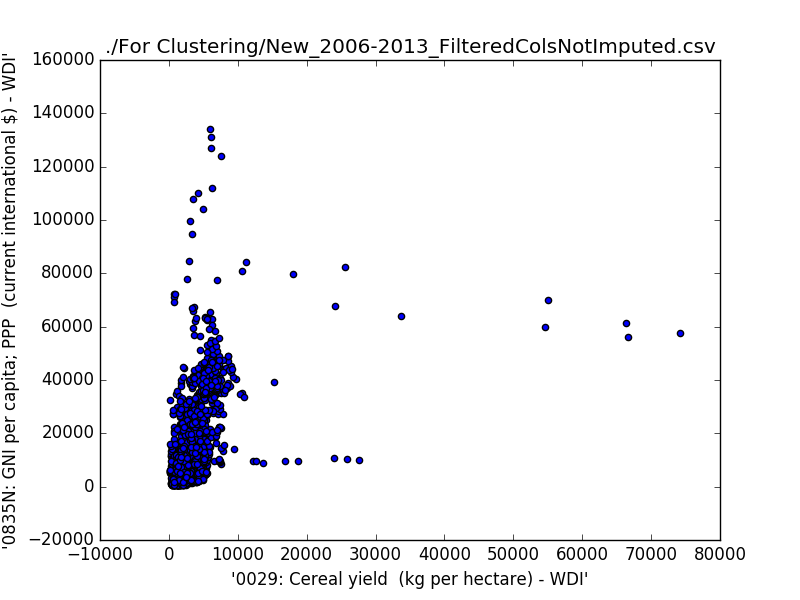 ./For Clustering/New_2006-2013_FilteredColsNotImputed.csv
160000
140000
120000
100000
80000
60000
40000
20000
0
−20000
'0835N: GNI per capita; PPP  (current international $) - WDI'
−10000 0 10000 20000 30000 40000 50000 60000 70000 80000
'0029: Cereal yield  (kg per hectare) - WDI'